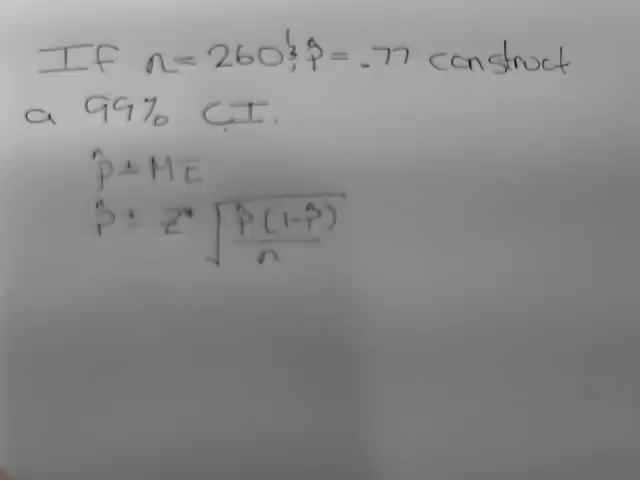 If n = 260 & p̂ = .77 construct
a 99% C.I.
p̂ ± ME
p̂ ± z* √(p̂(1-p̂)/n)